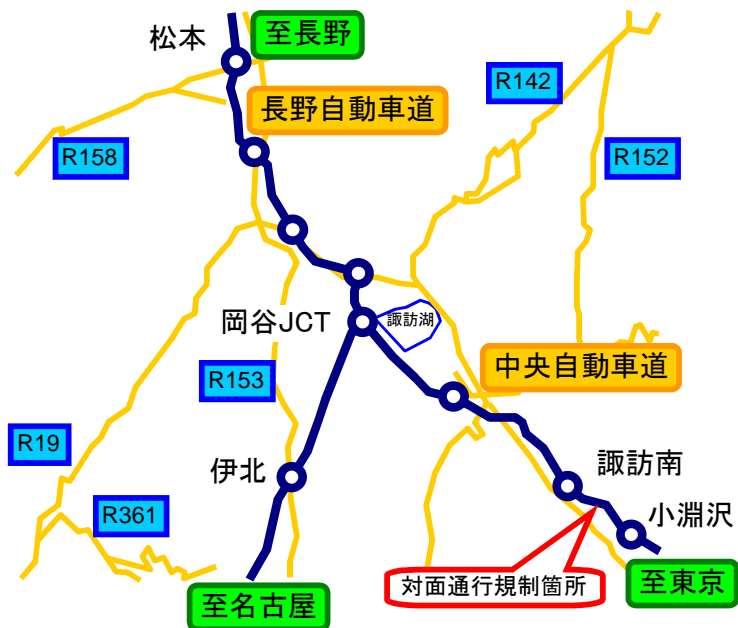 松本
至長野
R142
長野自動車道
R158
R152
岡谷JCT
諏訪湖
中央自動車道
R153
R19
伊北
諏訪南
R361
小淵沢
対面通行規制箇所
至東京
至名古屋